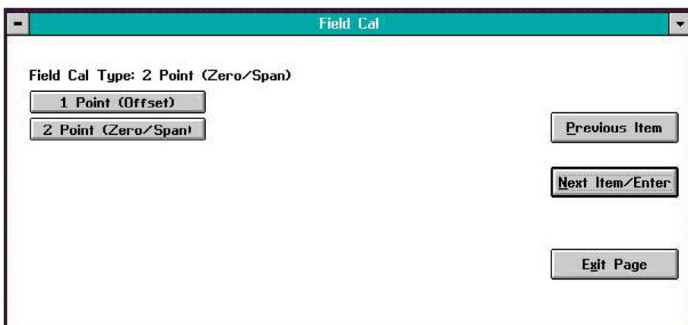 Field Cal
Field Cal Type: 2 Point (Zero/Span)
1 Point (Offset)
2 Point (Zero/Span)
Previous Item
Next Item/Enter
Exit Page